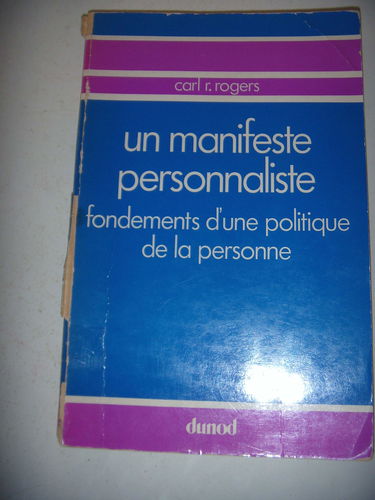 carl r. rogers
un manifeste
personnaliste
fondements d'une politique
de la personne
dunod